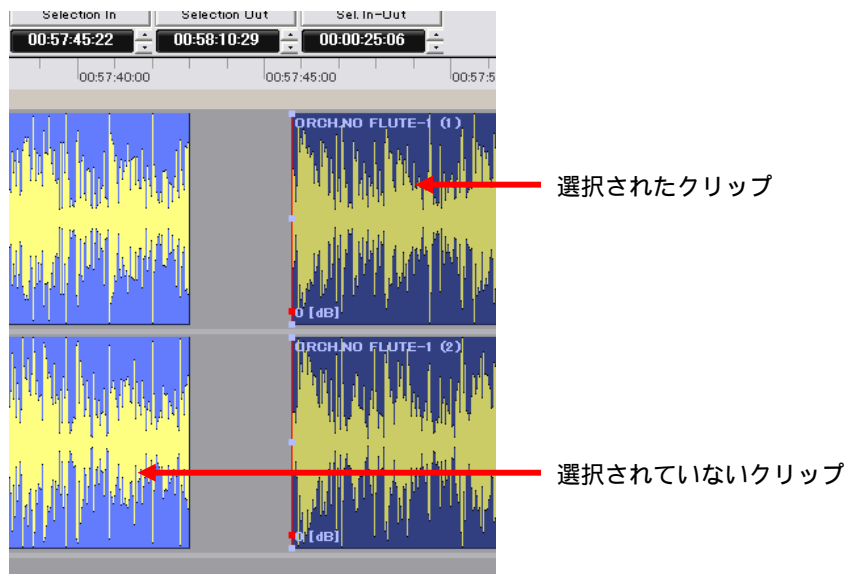 Selection In Selection Out Sel. In-Out
00:57:45:22 00:58:10:29 00:00:25:06
00:57:40:00 00:57:45:00 00:57:5
ORCH.NO FLUTE-1 (1)
選択されたクリップ
0 [dB]
ORCH.NO FLUTE-1 (2)
選択されていないクリップ
0 [dB]